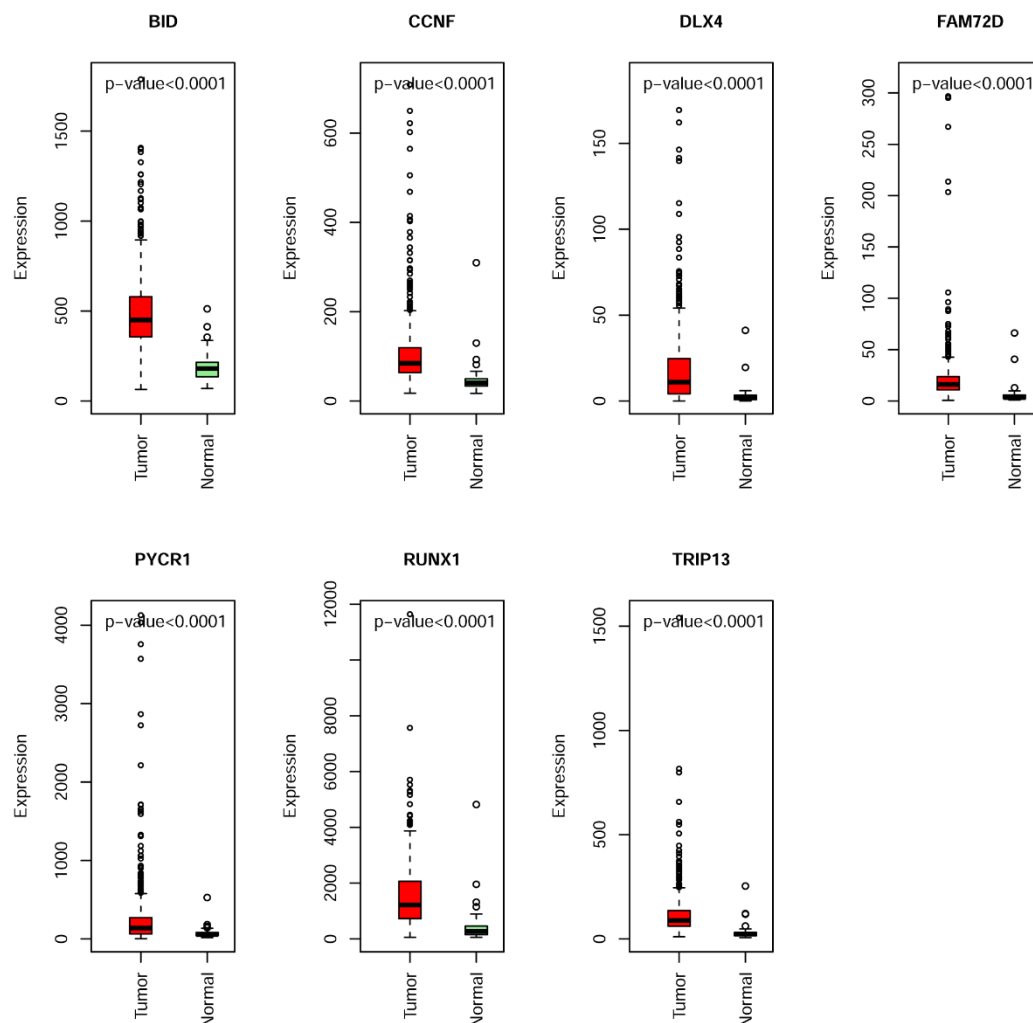 BID
p-value<0.0001
Expression
0
500
1000
1500
Tumor
Normal
CCNF
p-value<0.0001
Expression
0
200
400
600
Tumor
Normal
DLX4
p-value<0.0001
Expression
0
50
100
150
Tumor
Normal
FAM72D
p-value<0.0001
Expression
0
50
100
150
200
250
300
Tumor
Normal
PYCR1
p-value<0.0001
Expression
0
1000
2000
3000
4000
Tumor
Normal
RUNX1
p-value<0.0001
Expression
0
2000
4000
6000
8000
12000
Tumor
Normal
TRIP13
p-value<0.0001
Expression
0
500
1000
1500
Tumor
Normal